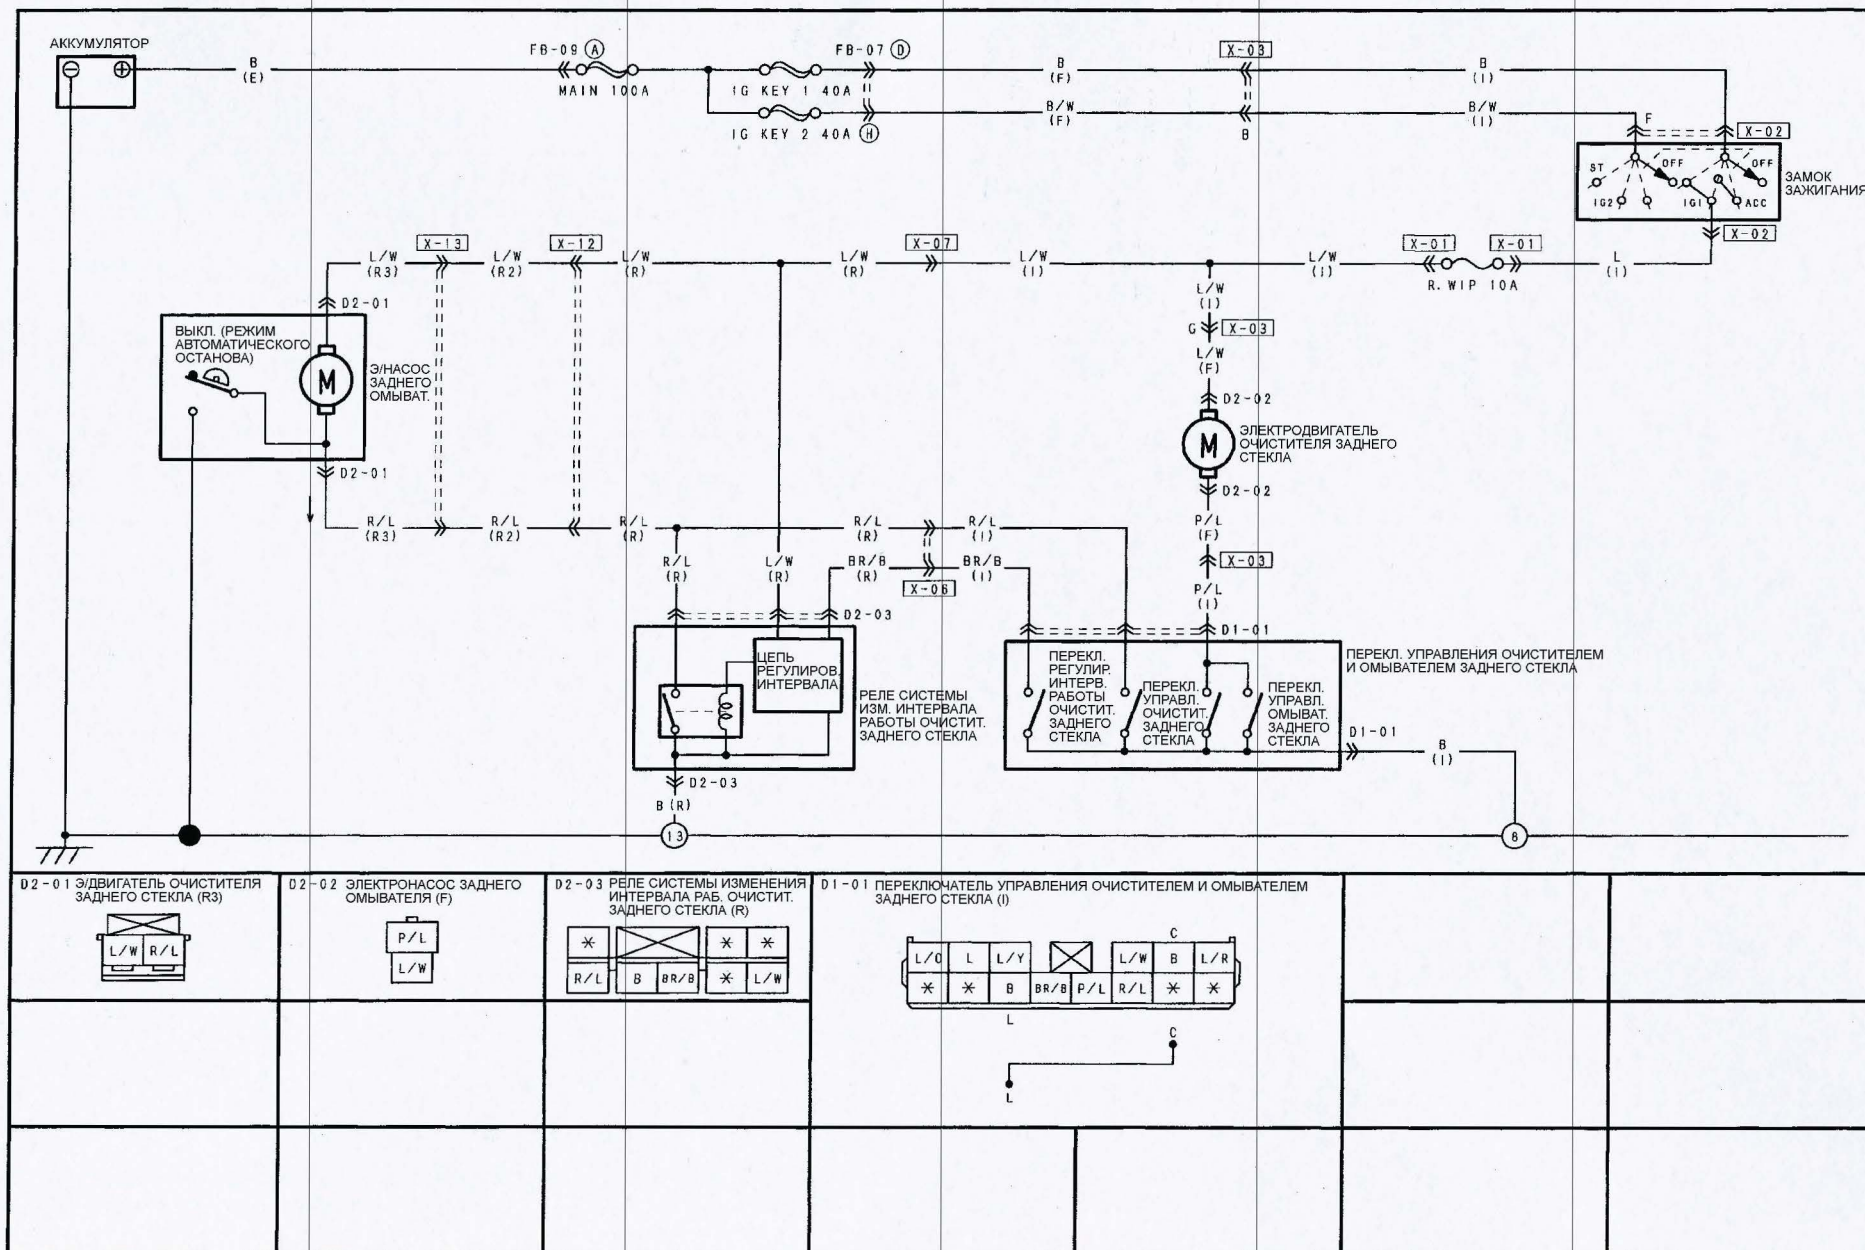 АККУМУЛЯТОР
B
(E)
FB-09 (A)
MAIN 100A
FB-07 (D)
IG KEY 1 40A
IG KEY 2 40A (H)
B
(F)
B/W
(F)
X-03
B
B
(I)
B/W
(I)
F
X-02
ST
OFF
OFF
IG2
IG1
ACC
ЗАМОК
ЗАЖИГАНИЯ
X-02
L/W
(R3)
X-13
L/W
(R2)
X-12
L/W
(R)
L/W
(R)
X-07
L/W
(I)
L/W
(I)
X-01
X-01
R.WIP 10A
L
(I)
D2-01
ВЫКЛ. (РЕЖИМ
АВТОМАТИЧЕСКОГО
ОСТАНОВА)
M
Э/НАСОС
ЗАДНЕГО
ОМЫВАТ.
D2-01
L/W
(I)
G
X-03
L/W
(F)
D2-02
M
ЭЛЕКТРОДВИГАТЕЛЬ
ОЧИСТИТЕЛЯ ЗАДНЕГО
СТЕКЛА
D2-02
P/L
(F)
X-03
P/L
(I)
D1-01
R/L
(R3)
R/L
(R2)
R/L
(R)
R/L
(R)
R/L
(I)
R/L
(R)
L/W
(R)
BR/B
(R)
BR/B
(I)
X-06
D2-03
ЦЕПЬ
РЕГУЛИРОВ.
ИНТЕРВАЛА
РЕЛЕ СИСТЕМЫ
ИЗМ. ИНТЕРВАЛА
РАБОТЫ ОЧИСТИТ.
ЗАДНЕГО СТЕКЛА
D2-03
B (R)
13
ПЕРЕКЛ.
РЕГУЛИР.
ИНТЕРВ.
РАБОТЫ
ОЧИСТИТ.
ЗАДНЕГО
СТЕКЛА
ПЕРЕКЛ.
УПРАВЛ.
ОЧИСТИТ.
ЗАДНЕГО
СТЕКЛА
ПЕРЕКЛ.
УПРАВЛ.
ОМЫВАТ.
ЗАДНЕГО
СТЕКЛА
ПЕРЕКЛ. УПРАВЛЕНИЯ ОЧИСТИТЕЛЕМ
И ОМЫВАТЕЛЕМ ЗАДНЕГО СТЕКЛА
D1-01
B
(I)
8
D2-01 Э/ДВИГАТЕЛЬ ОЧИСТИТЕЛЯ
ЗАДНЕГО СТЕКЛА (R3)
L/W R/L
D2-02 ЭЛЕКТРОНАСОС ЗАДНЕГО
ОМЫВАТЕЛЯ (F)
P/L
L/W
D2-03 РЕЛЕ СИСТЕМЫ ИЗМЕНЕНИЯ
ИНТЕРВАЛА РАБ. ОЧИСТИТ.
ЗАДНЕГО СТЕКЛА (R)
* * *
R/L B BR/B * L/W
D1-01 ПЕРЕКЛЮЧАТЕЛЬ УПРАВЛЕНИЯ ОЧИСТИТЕЛЕМ И ОМЫВАТЕЛЕМ
ЗАДНЕГО СТЕКЛА (I)
C
L/O L L/Y L/W B L/R
* * B BR/B P/L R/L * *
L
C
L